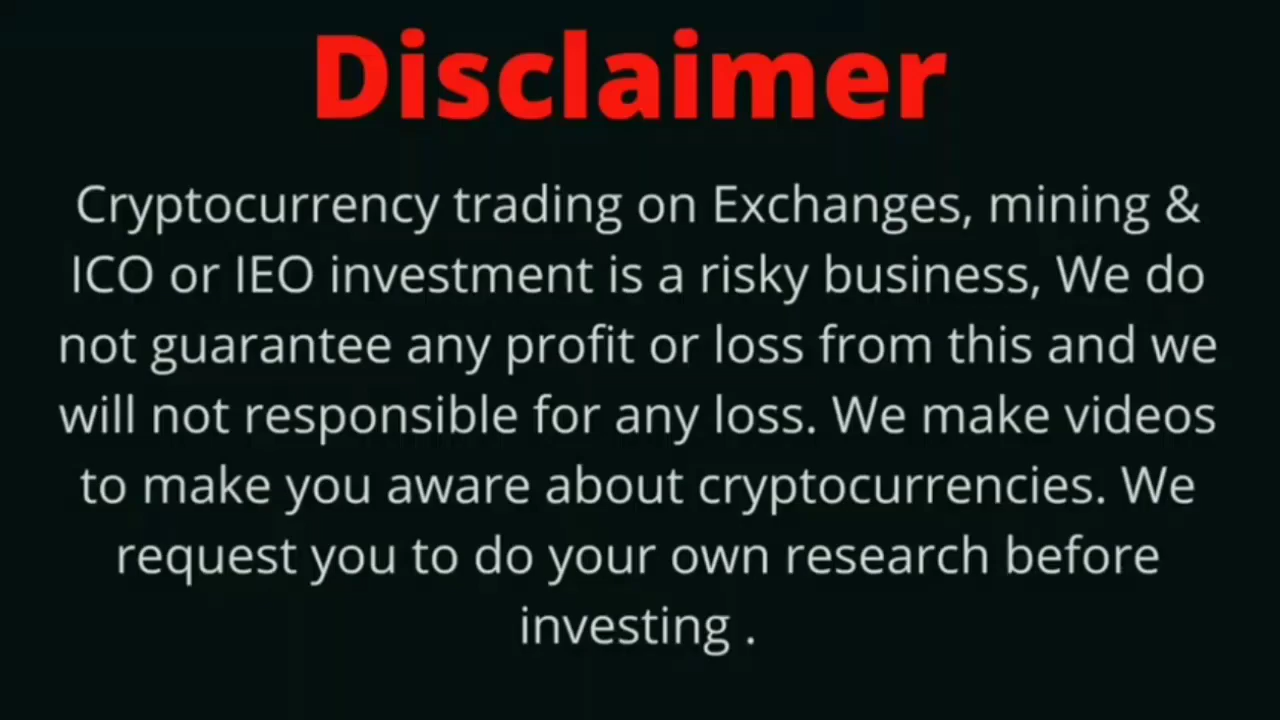 Disclaimer
Cryptocurrency trading on Exchanges, mining &
ICO or IEO investment is a risky business, We do
not guarantee any profit or loss from this and we
will not responsible for any loss. We make videos
to make you aware about cryptocurrencies. We
request you to do your own research before
investing .